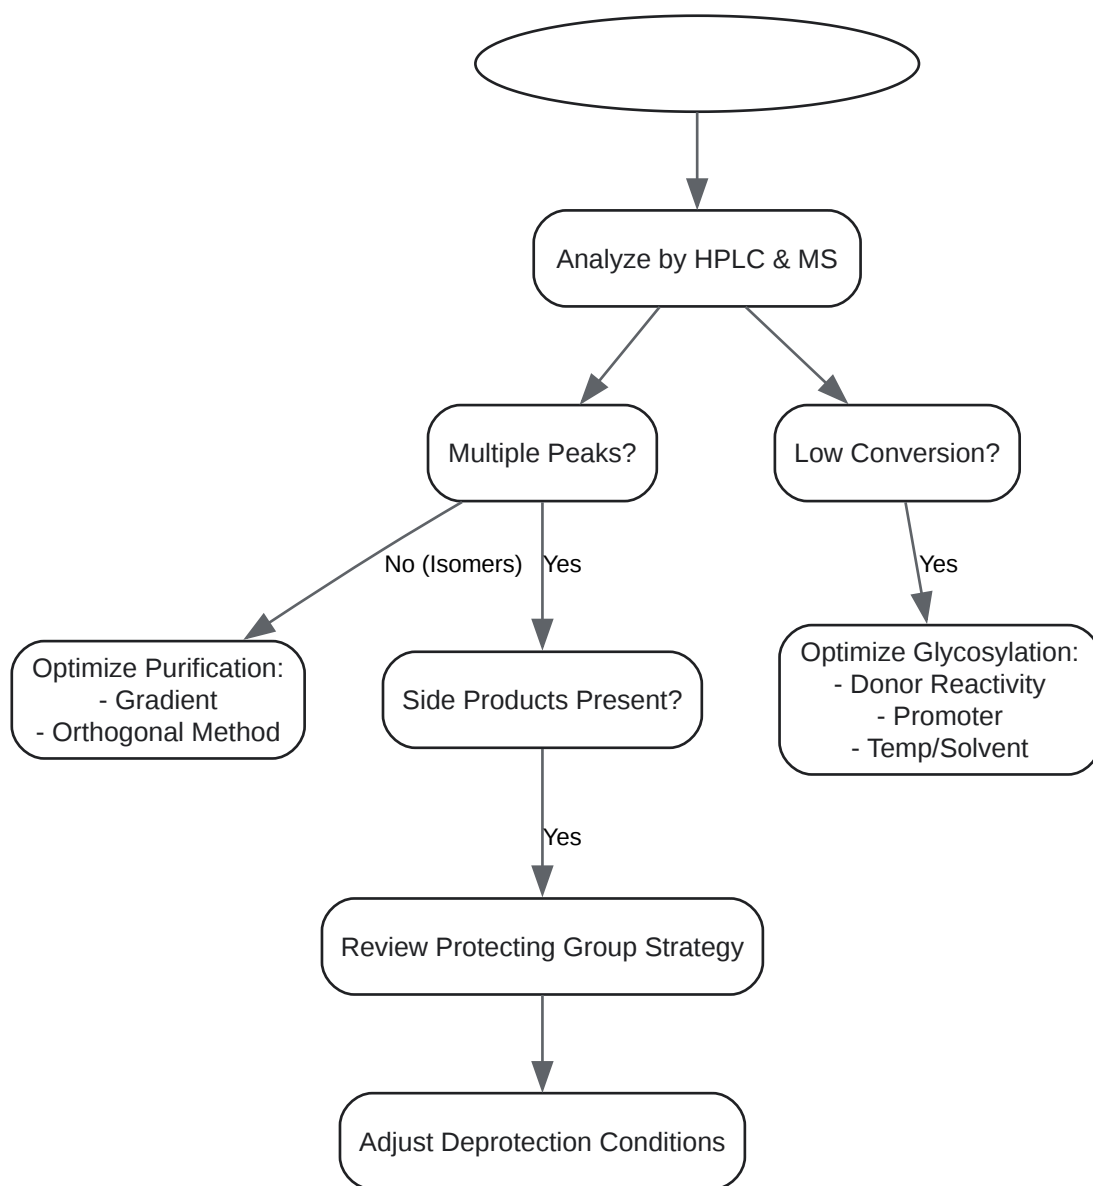 Analyze by HPLC & MS
Multiple Peaks?
Low Conversion?
No (Isomers)
Yes
Yes
Optimize Purification:
- Gradient
- Orthogonal Method
Side Products Present?
Optimize Glycosylation:
- Donor Reactivity
- Promoter
- Temp/Solvent
Yes
Review Protecting Group Strategy
Adjust Deprotection Conditions